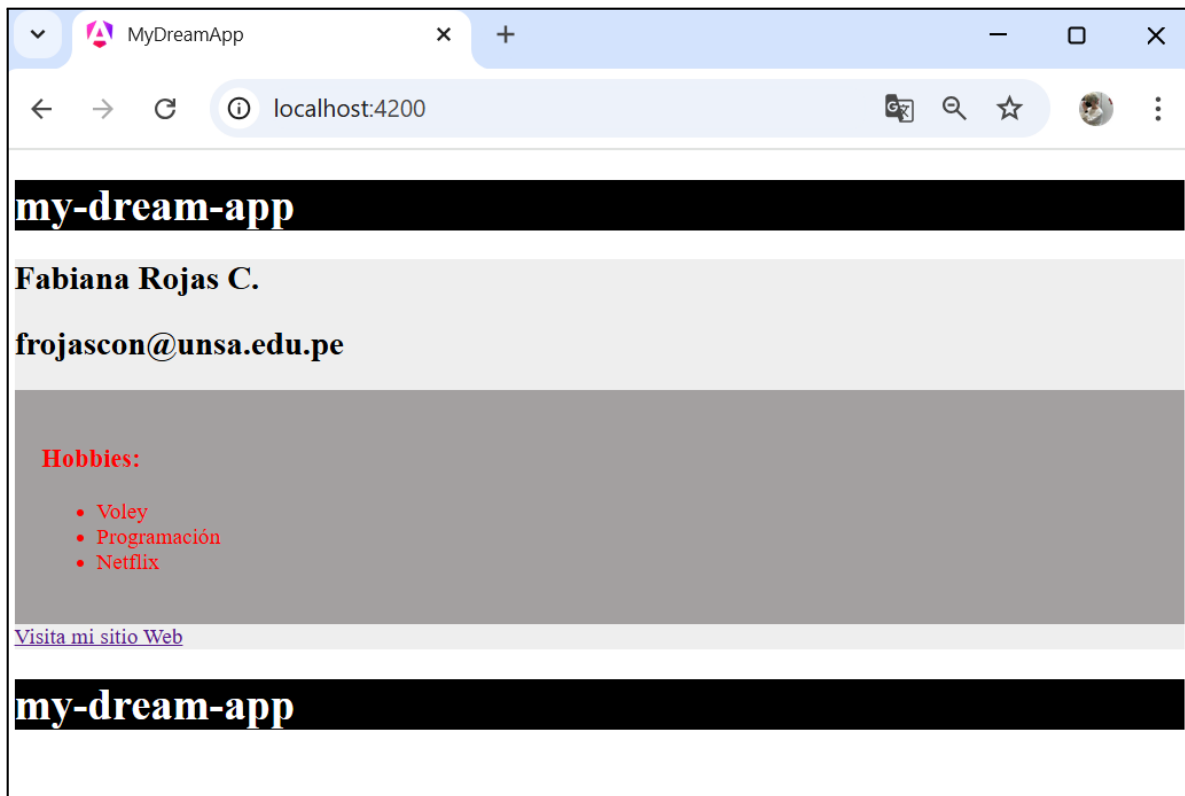 MyDreamApp
localhost:4200
my-dream-app
Fabiana Rojas C.
frojascon@unsa.edu.pe
Hobbies:
Voley
Programación
Netflix
Visita mi sitio Web
my-dream-app